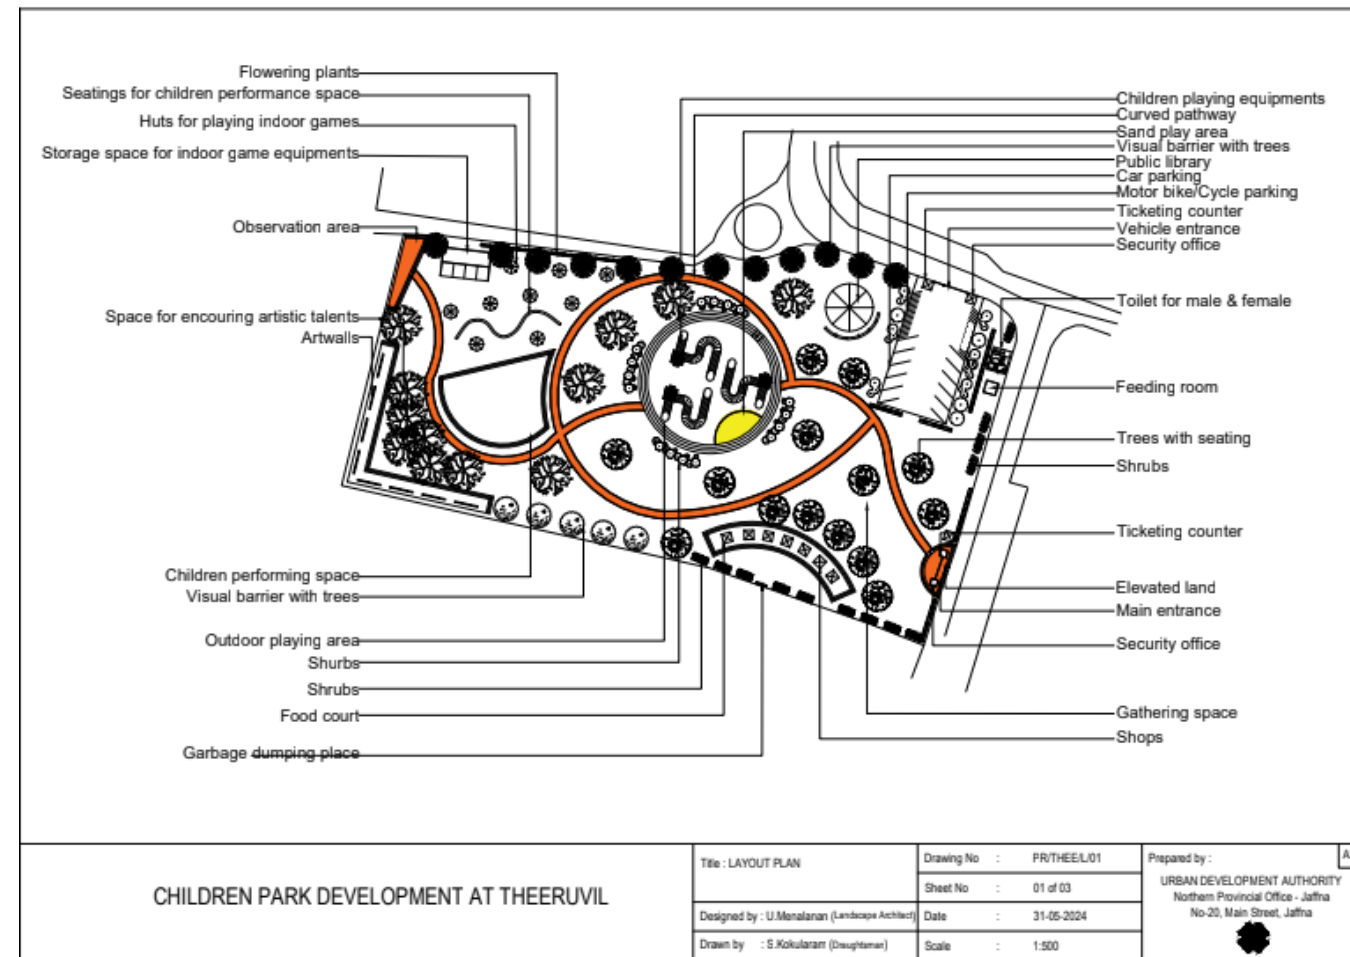 Flowering plants
Seatings for children performance space
Huts for playing indoor games
Storage space for indoor game equipments
Observation area
Space for encouring artistic talents
Artwalls
Children performing space
Visual barrier with trees
Outdoor playing area
Shurbs
Shrubs
Food court
Garbage dumping place
Children playing equipments
Curved pathway
Sand play area
Visual barrier with trees
Public library
Car parking
Motor bike/Cycle parking
Ticketing counter
Vehicle entrance
Security office
Toilet for male & female
Feeding room
Trees with seating
Shrubs
Ticketing counter
Elevated land
Main entrance
Security office
Gathering space
Shops
CHILDREN PARK DEVELOPMENT AT THEERUVIL
Title : LAYOUT PLAN
Designed by : U.Menalanan (Landscape Architect)
Drawn by : S.Kokularam (Draughtsman)
Drawing No : PR/THEE/L/01
Sheet No : 01 of 03
Date : 31-05-2024
Scale : 1:500
Prepared by :
A
URBAN DEVELOPMENT AUTHORITY
Northern Provincial Office - Jaffna
No-20, Main Street, Jaffna